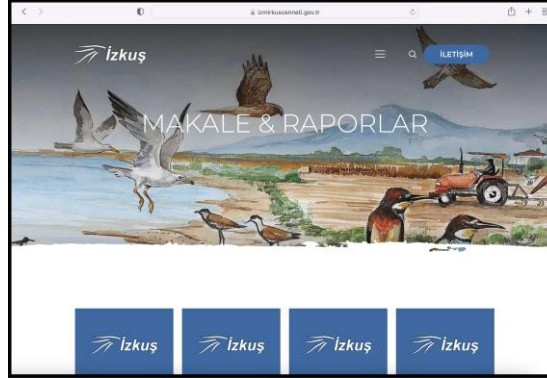 izmirkuscenneti.gov.tr
İzkuş
İLETİŞİM
MAKALE & RAPORLAR
İzkuş
İzkuş
İzkuş
İzkuş